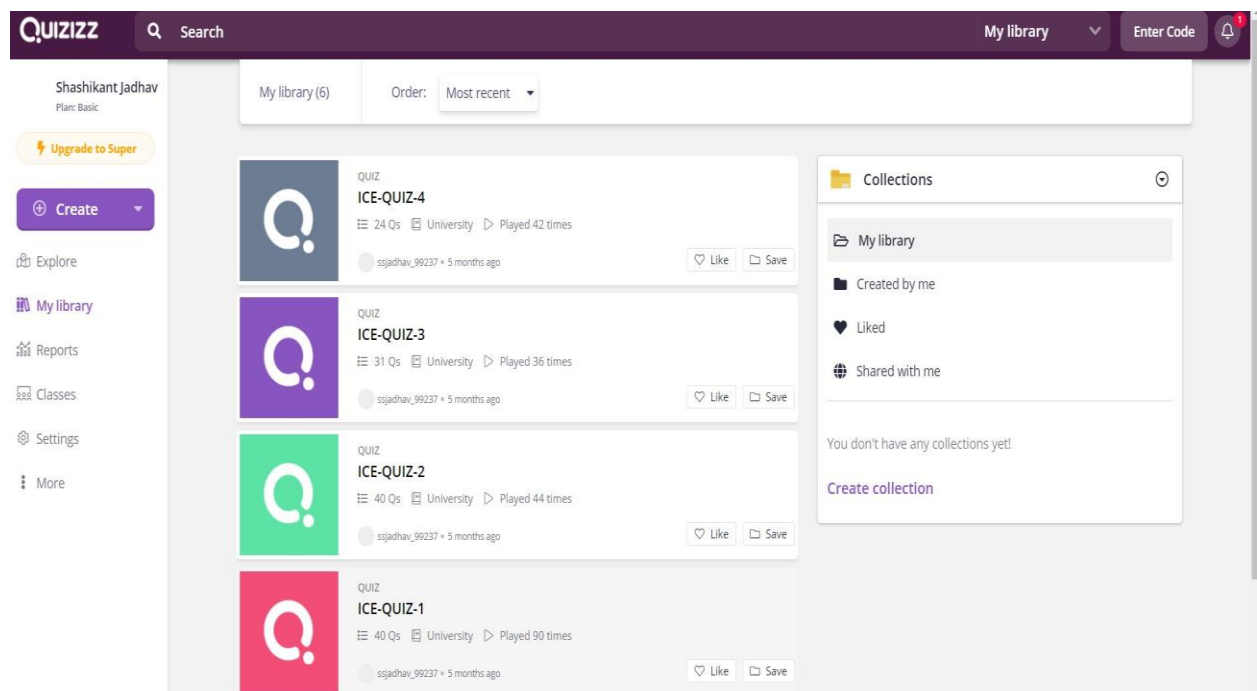 QUIZIZZ
Search
My library
Enter Code
1
Shashikant Jadhav
Plan: Basic
Upgrade to Super
Create
Explore
My library
Reports
Classes
Settings
More
My library (6)
Order: Most recent
QUIZ
ICE-QUIZ-4
24 Qs University Played 42 times
ssjadhav_99237 • 5 months ago
Like Save
QUIZ
ICE-QUIZ-3
31 Qs University Played 36 times
ssjadhav_99237 • 5 months ago
Like Save
QUIZ
ICE-QUIZ-2
40 Qs University Played 44 times
ssjadhav_99237 • 5 months ago
Like Save
QUIZ
ICE-QUIZ-1
40 Qs University Played 90 times
ssjadhav_99237 • 5 months ago
Like Save
Collections
My library
Created by me
Liked
Shared with me
You don't have any collections yet!
Create collection